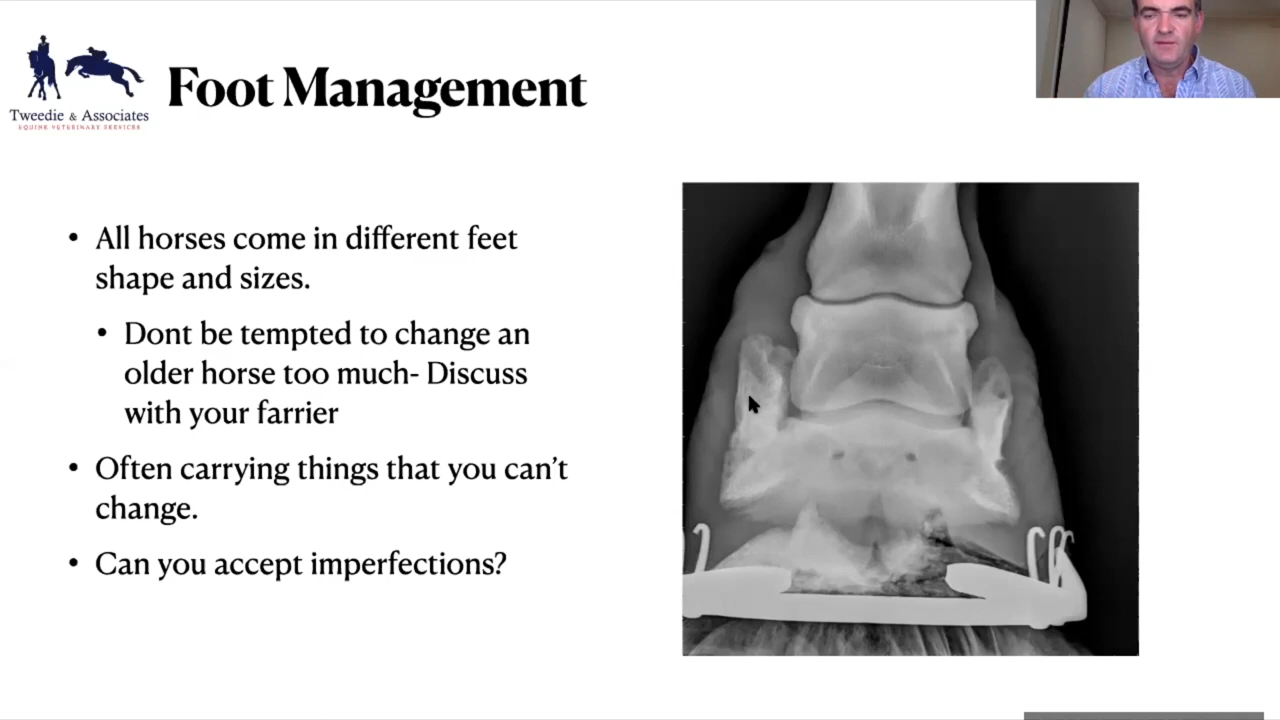 Foot Management
Tweedie & Associates
EQUINE VETERINARY SERVICES
• All horses come in different feet
shape and sizes.
• Dont be tempted to change an
older horse too much- Discuss
with your farrier
• Often carrying things that you can’t
change.
• Can you accept imperfections?